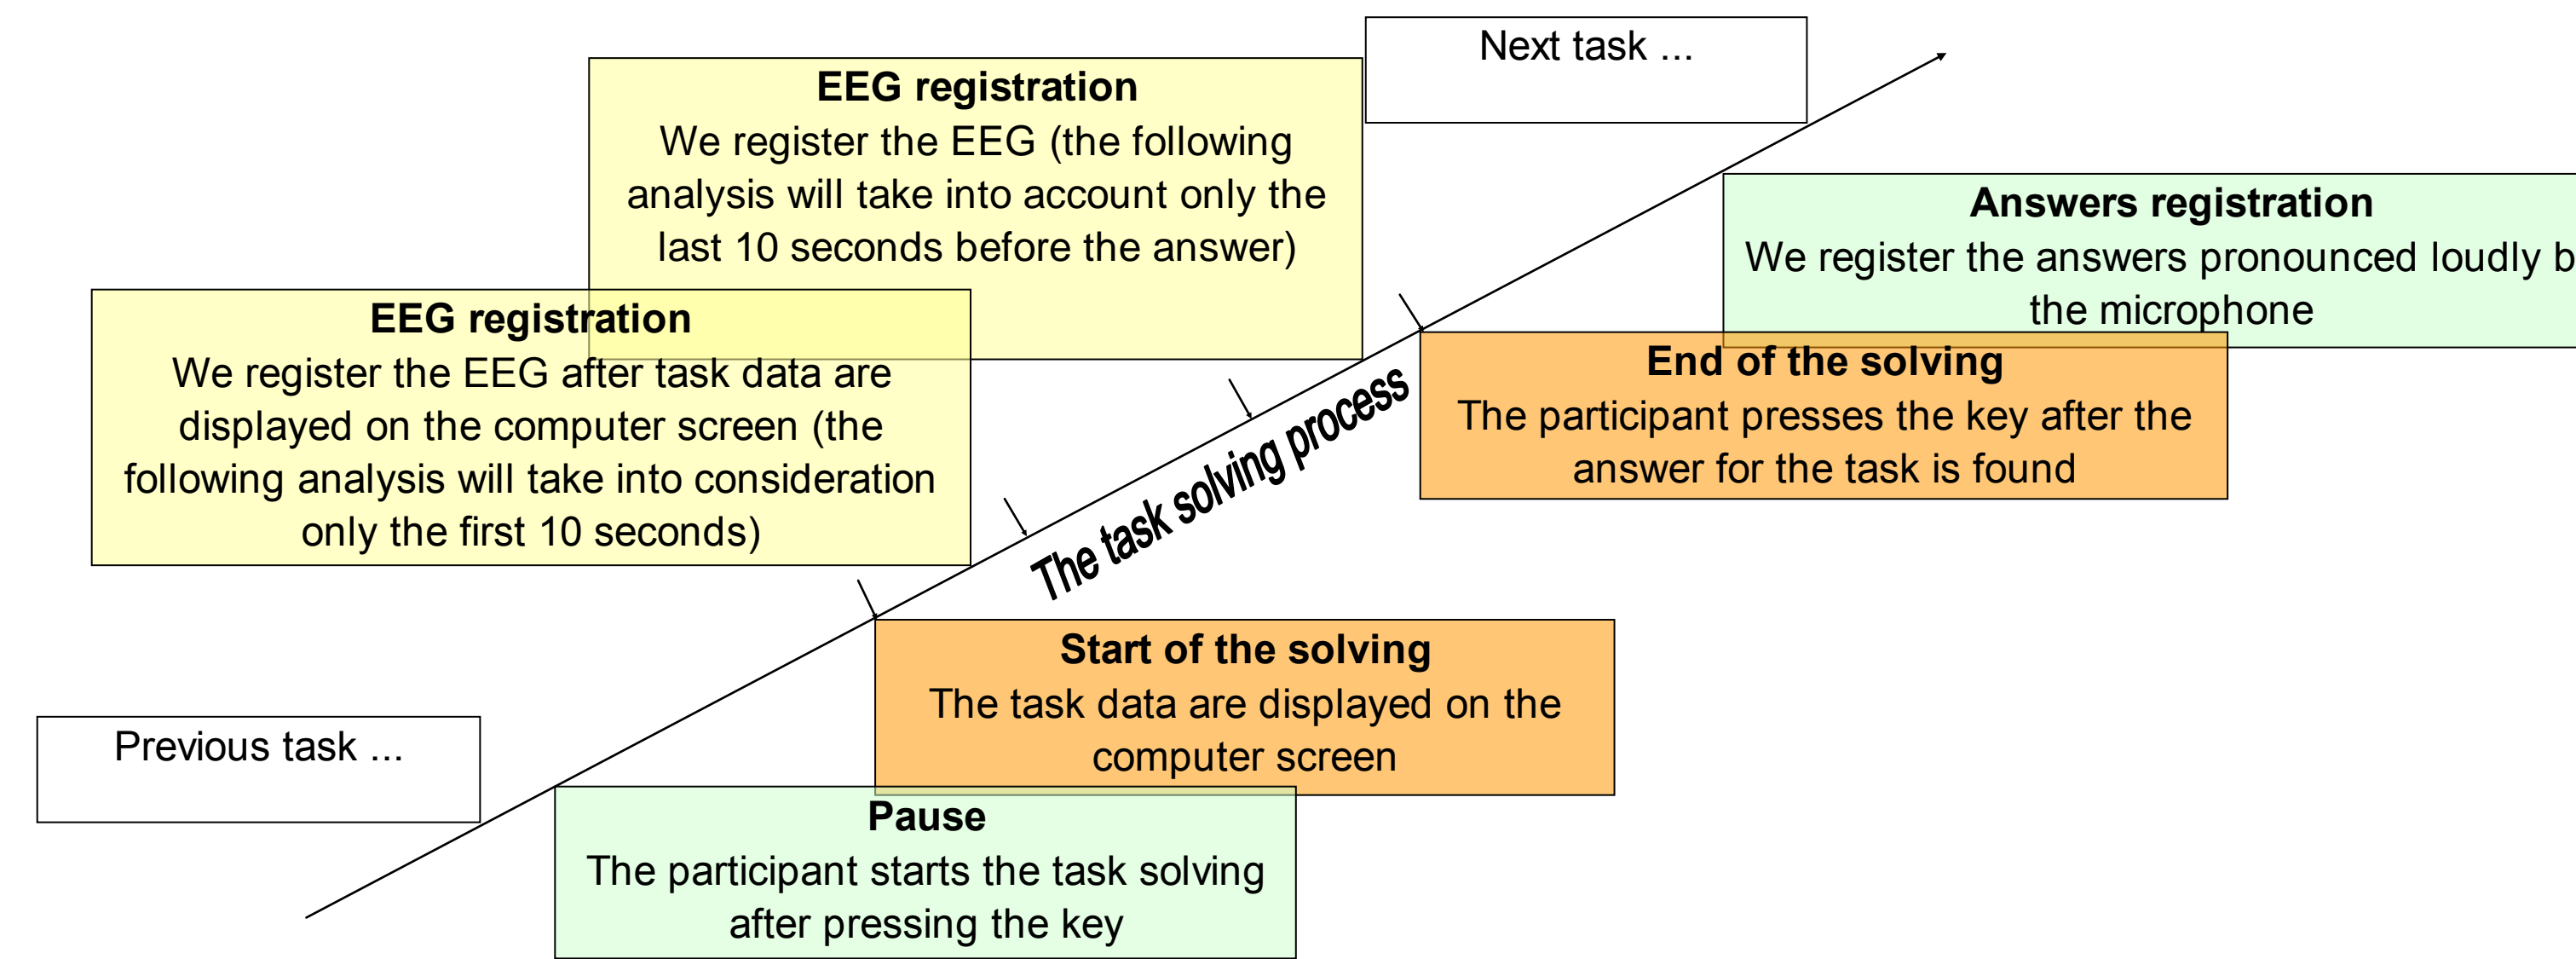 Next task ...
EEG registration
We register the EEG (the following
analysis will take into account only the
last 10 seconds before the answer)
Answers registration
We register the answers pronounced loudly b
the microphone
EEG registration
We register the EEG after task data are
displayed on the computer screen (the
following analysis will take into consideration
only the first 10 seconds)
End of the solving
The participant presses the key after the
answer for the task is found
The task solving process
Start of the solving
The task data are displayed on the
computer screen
Previous task ...
Pause
The participant starts the task solving
after pressing the key